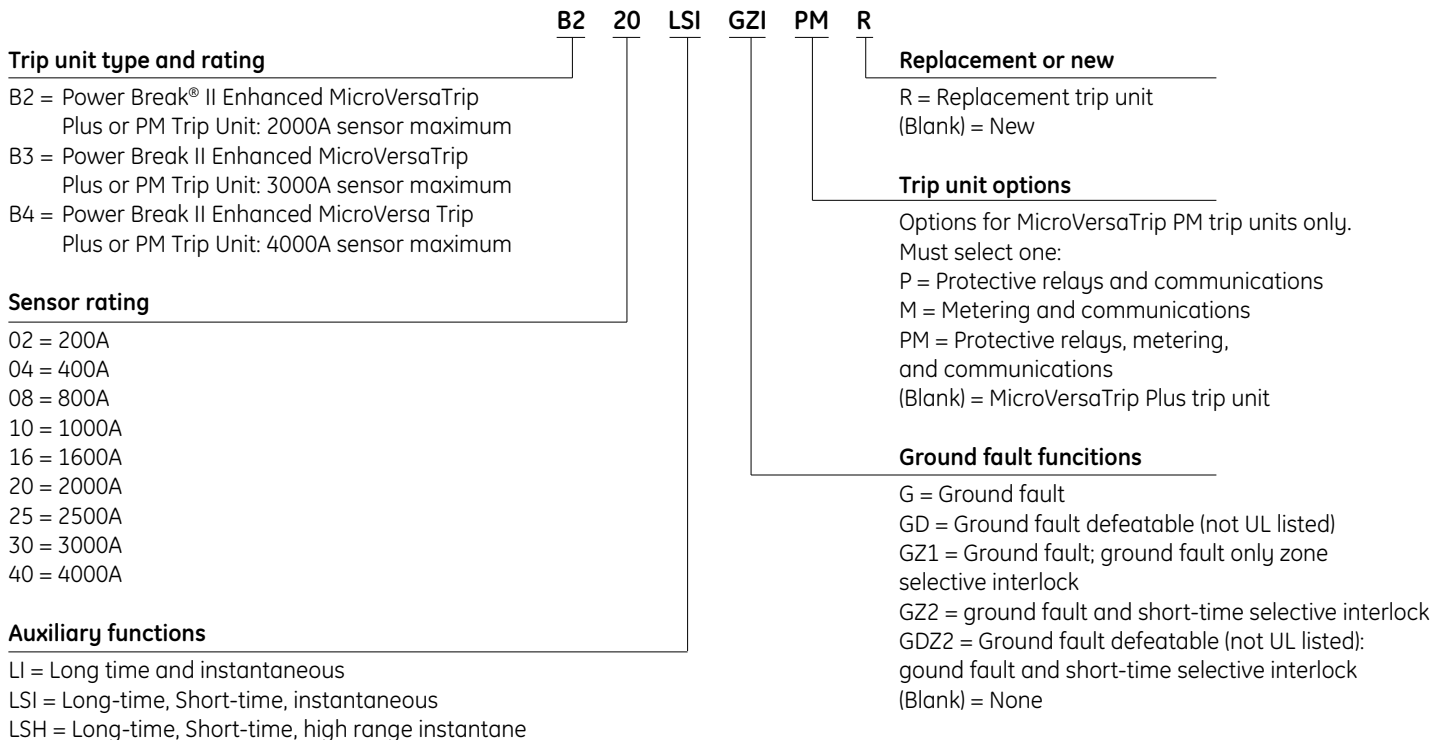 B2 20 LSI GZI PM R
Trip unit type and rating
B2 = Power Break® II Enhanced MicroVersaTrip
Plus or PM Trip Unit: 2000A sensor maximum
B3 = Power Break II Enhanced MicroVersaTrip
Plus or PM Trip Unit: 3000A sensor maximum
B4 = Power Break II Enhanced MicroVersa Trip
Plus or PM Trip Unit: 4000A sensor maximum
Sensor rating
02 = 200A
04 = 400A
08 = 800A
10 = 1000A
16 = 1600A
20 = 2000A
25 = 2500A
30 = 3000A
40 = 4000A
Auxiliary functions
LI = Long time and instantaneous
LSI = Long-time, Short-time, instantaneous
LSH = Long-time, Short-time, high range instantane
Replacement or new
R = Replacement trip unit
(Blank) = New
Trip unit options
Options for MicroVersaTrip PM trip units only.
Must select one:
P = Protective relays and communications
M = Metering and communications
PM = Protective relays, metering,
and communications
(Blank) = MicroVersaTrip Plus trip unit
Ground fault funcitions
G = Ground fault
GD = Ground fault defeatable (not UL listed)
GZ1 = Ground fault; ground fault only zone
selective interlock
GZ2 = ground fault and short-time selective interlock
GDZ2 = Ground fault defeatable (not UL listed):
gound fault and short-time selective interlock
(Blank) = None